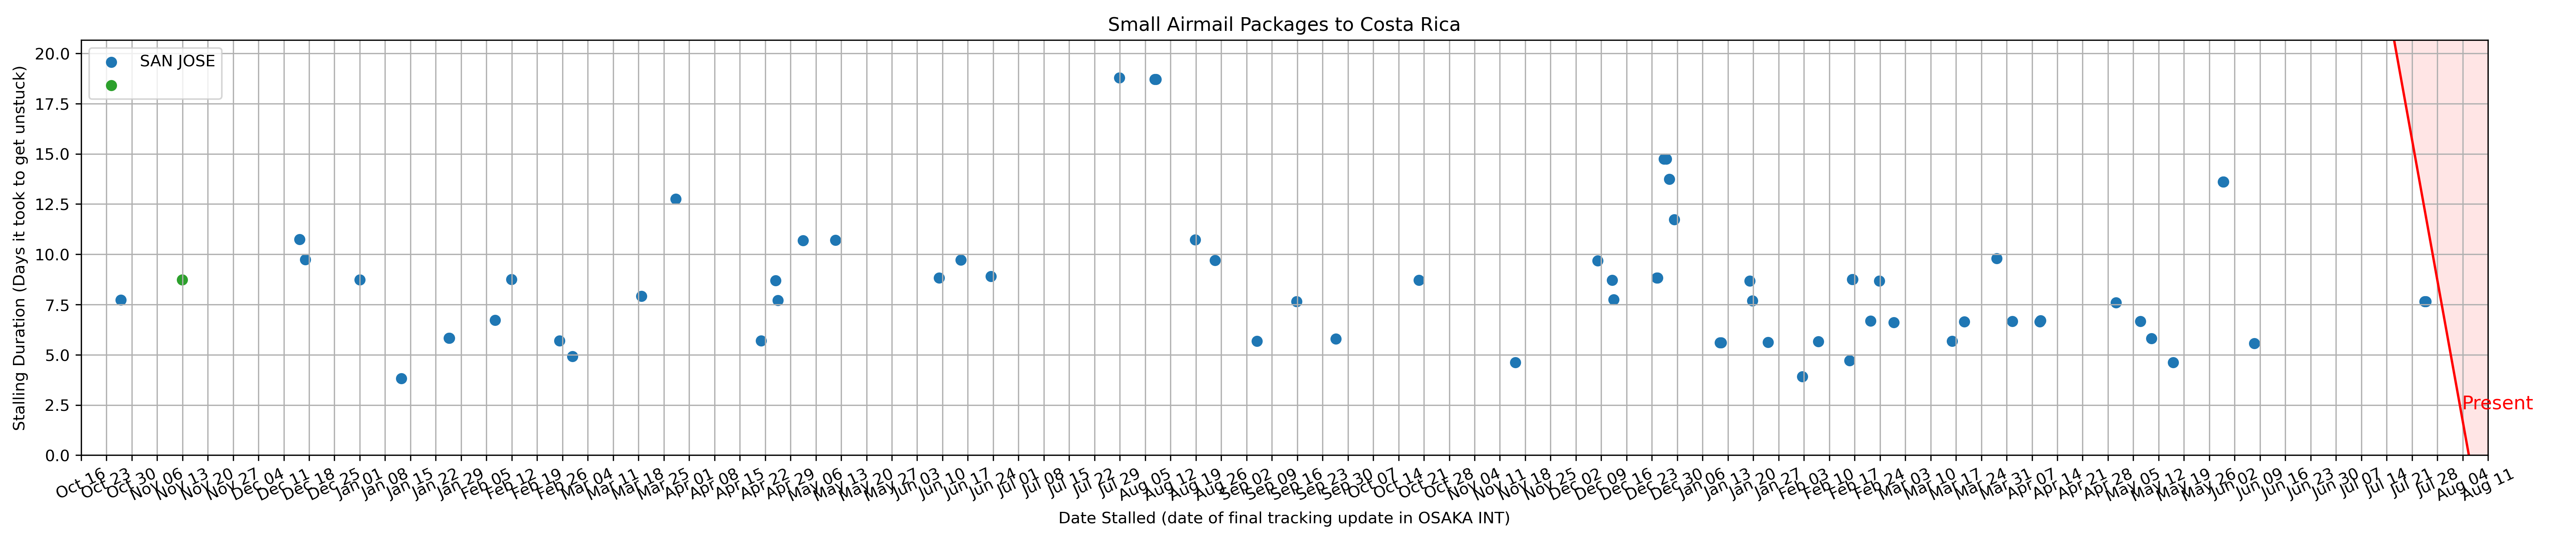 Small Airmail Packages to Costa Rica
SAN JOSE
Stalling Duration (Days it took to get unstuck)
20.0
17.5
15.0
12.5
10.0
7.5
5.0
2.5
0.0
Present
Oct 16 Oct 23 Oct 30 Nov 06 Nov 13 Nov 20 Nov 27 Dec 04 Dec 11 Dec 18 Dec 25 Jan 01 Jan 08 Jan 15 Jan 22 Jan 29 Feb 05 Feb 12 Feb 19 Feb 26 Mar 04 Mar 11 Mar 18 Mar 25 Apr 01 Apr 08 Apr 15 Apr 22 Apr 29 May 06 May 13 May 20 May 27 Jun 03 Jun 10 Jun 17 Jun 24 Jul 01 Jul 08 Jul 15 Jul 22 Jul 29 Aug 05 Aug 12 Aug 19 Aug 26 Sep 02 Sep 09 Sep 16 Sep 23 Sep 30 Oct 07 Oct 14 Oct 21 Oct 28 Nov 04 Nov 11 Nov 18 Nov 25 Dec 02 Dec 09 Dec 16 Dec 23 Dec 30 Jan 06 Jan 13 Jan 20 Jan 27 Feb 03 Feb 10 Feb 17 Feb 24 Mar 03 Mar 10 Mar 17 Mar 24 Mar 31 Apr 07 Apr 14 Apr 21 Apr 28 May 05 May 12 May 19 May 26 Jun 02 Jun 09 Jun 16 Jun 23 Jun 30 Jul 07 Jul 14 Jul 21 Jul 28 Aug 04 Aug 11
Date Stalled (date of final tracking update in OSAKA INT)